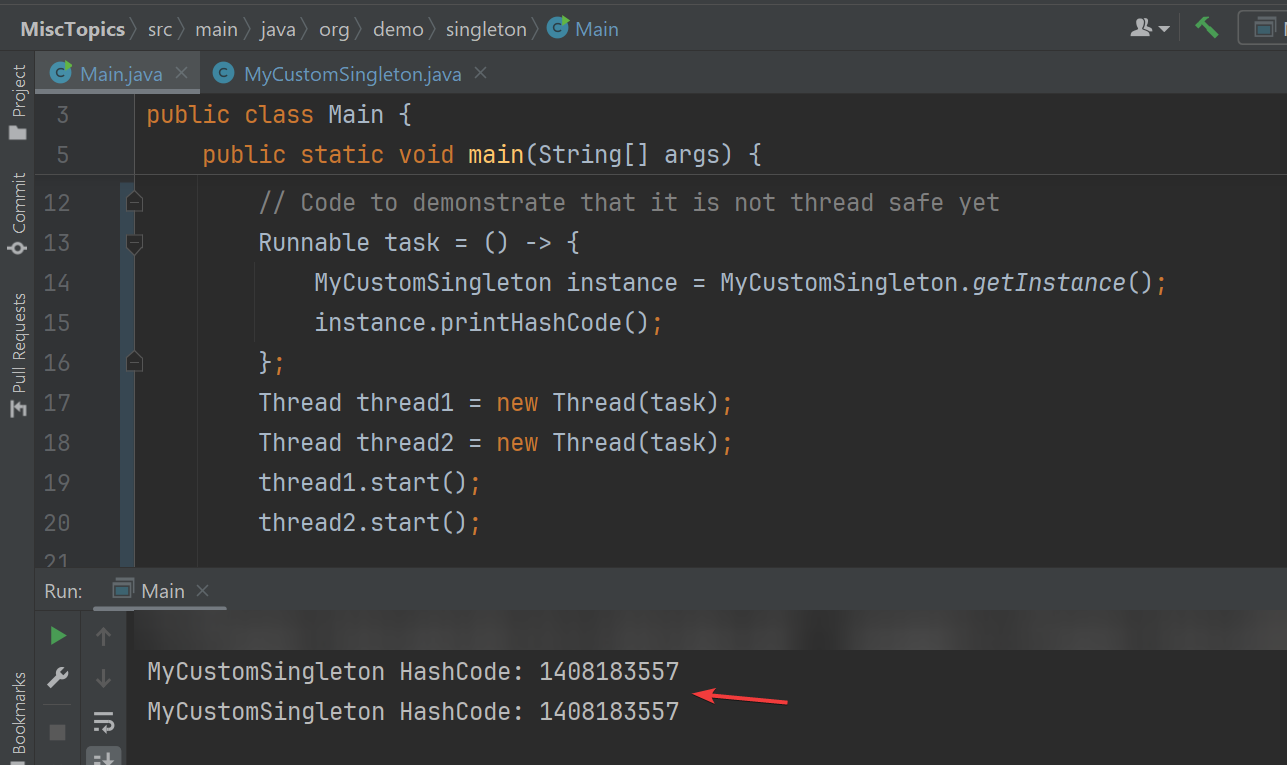 MiscTopics src main java org demo singleton Main
Main.java MyCustomSingleton.java
Project
Commit
Pull Requests
Bookmarks
3 public class Main {
5 public static void main(String[] args) {
12 // Code to demonstrate that it is not thread safe yet
13 Runnable task = () -> {
14 MyCustomSingleton instance = MyCustomSingleton.getInstance();
15 instance.printHashCode();
16 };
17 Thread thread1 = new Thread(task);
18 Thread thread2 = new Thread(task);
19 thread1.start();
20 thread2.start();
21
Run: Main
MyCustomSingleton HashCode: 1408183557
MyCustomSingleton HashCode: 1408183557